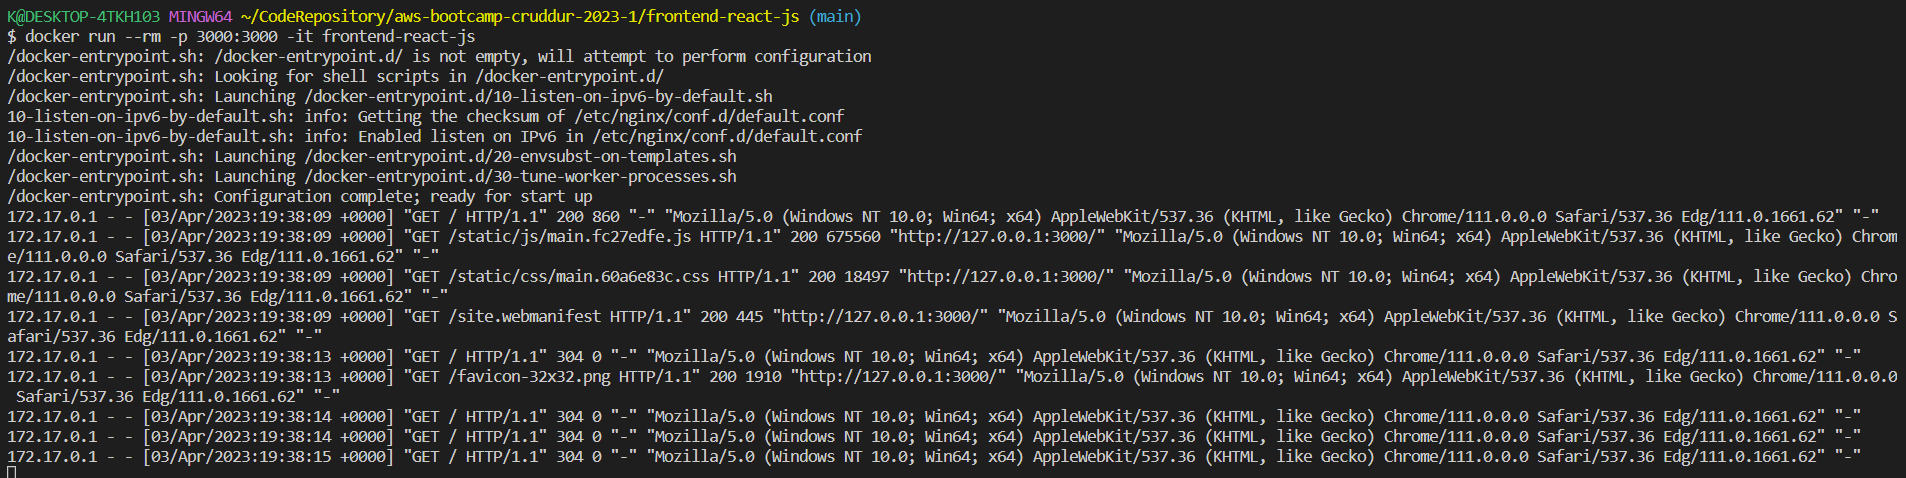 K@DESKTOP-4TKH103 MINGW64 ~/CodeRepository/aws-bootcamp-cruddur-2023-1/frontend-react-js (main)
$ docker run --rm -p 3000:3000 -it frontend-react-js
/docker-entrypoint.sh: /docker-entrypoint.d/ is not empty, will attempt to perform configuration
/docker-entrypoint.sh: Looking for shell scripts in /docker-entrypoint.d/
/docker-entrypoint.sh: Launching /docker-entrypoint.d/10-listen-on-ipv6-by-default.sh
10-listen-on-ipv6-by-default.sh: info: Getting the checksum of /etc/nginx/conf.d/default.conf
10-listen-on-ipv6-by-default.sh: info: Enabled listen on IPv6 in /etc/nginx/conf.d/default.conf
/docker-entrypoint.sh: Launching /docker-entrypoint.d/20-envsubst-on-templates.sh
/docker-entrypoint.sh: Launching /docker-entrypoint.d/30-tune-worker-processes.sh
/docker-entrypoint.sh: Configuration complete; ready for start up
172.17.0.1 - - [03/Apr/2023:19:38:09 +0000] "GET / HTTP/1.1" 200 860 "-" "Mozilla/5.0 (Windows NT 10.0; Win64; x64) AppleWebKit/537.36 (KHTML, like Gecko) Chrome/111.0.0.0 Safari/537.36 Edg/111.0.1661.62" "-"
172.17.0.1 - - [03/Apr/2023:19:38:09 +0000] "GET /static/js/main.fc27edfe.js HTTP/1.1" 200 675560 "http://127.0.0.1:3000/" "Mozilla/5.0 (Windows NT 10.0; Win64; x64) AppleWebKit/537.36 (KHTML, like Gecko) Chrom
e/111.0.0.0 Safari/537.36 Edg/111.0.1661.62" "-"
172.17.0.1 - - [03/Apr/2023:19:38:09 +0000] "GET /static/css/main.60a6e83c.css HTTP/1.1" 200 18497 "http://127.0.0.1:3000/" "Mozilla/5.0 (Windows NT 10.0; Win64; x64) AppleWebKit/537.36 (KHTML, like Gecko) Chro
me/111.0.0.0 Safari/537.36 Edg/111.0.1661.62" "-"
172.17.0.1 - - [03/Apr/2023:19:38:09 +0000] "GET /site.webmanifest HTTP/1.1" 200 445 "http://127.0.0.1:3000/" "Mozilla/5.0 (Windows NT 10.0; Win64; x64) AppleWebKit/537.36 (KHTML, like Gecko) Chrome/111.0.0.0 S
afari/537.36 Edg/111.0.1661.62" "-"
172.17.0.1 - - [03/Apr/2023:19:38:13 +0000] "GET / HTTP/1.1" 304 0 "-" "Mozilla/5.0 (Windows NT 10.0; Win64; x64) AppleWebKit/537.36 (KHTML, like Gecko) Chrome/111.0.0.0 Safari/537.36 Edg/111.0.1661.62" "-"
172.17.0.1 - - [03/Apr/2023:19:38:13 +0000] "GET /favicon-32x32.png HTTP/1.1" 200 1910 "http://127.0.0.1:3000/" "Mozilla/5.0 (Windows NT 10.0; Win64; x64) AppleWebKit/537.36 (KHTML, like Gecko) Chrome/111.0.0.0
 Safari/537.36 Edg/111.0.1661.62" "-"
172.17.0.1 - - [03/Apr/2023:19:38:14 +0000] "GET / HTTP/1.1" 304 0 "-" "Mozilla/5.0 (Windows NT 10.0; Win64; x64) AppleWebKit/537.36 (KHTML, like Gecko) Chrome/111.0.0.0 Safari/537.36 Edg/111.0.1661.62" "-"
172.17.0.1 - - [03/Apr/2023:19:38:14 +0000] "GET / HTTP/1.1" 304 0 "-" "Mozilla/5.0 (Windows NT 10.0; Win64; x64) AppleWebKit/537.36 (KHTML, like Gecko) Chrome/111.0.0.0 Safari/537.36 Edg/111.0.1661.62" "-"
172.17.0.1 - - [03/Apr/2023:19:38:15 +0000] "GET / HTTP/1.1" 304 0 "-" "Mozilla/5.0 (Windows NT 10.0; Win64; x64) AppleWebKit/537.36 (KHTML, like Gecko) Chrome/111.0.0.0 Safari/537.36 Edg/111.0.1661.62" "-"